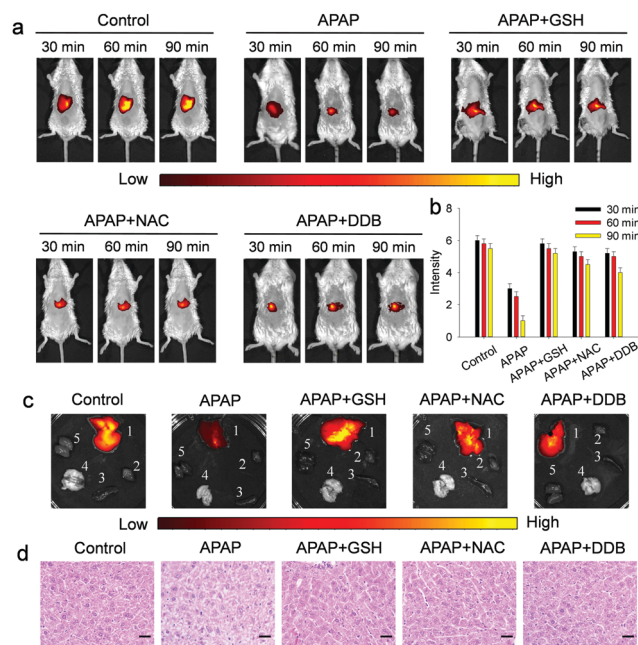 a
Control
APAP
APAP+GSH
30 min 60 min 90 min
30 min 60 min 90 min
30 min 60 min 90 min
Low
High
APAP+NAC
APAP+DDB
30 min 60 min 90 min
30 min 60 min 90 min
b
30 min
60 min
90 min
Intensity
8
6
4
2
0
Control
APAP
APAP+GSH
APAP+NAC
APAP+DDB
c
Control
APAP
APAP+GSH
APAP+NAC
APAP+DDB
1
2
3
4
5
1
2
3
4
5
1
2
3
4
5
1
2
3
4
5
1
2
3
4
5
Low
High
d
Control
APAP
APAP+GSH
APAP+NAC
APAP+DDB